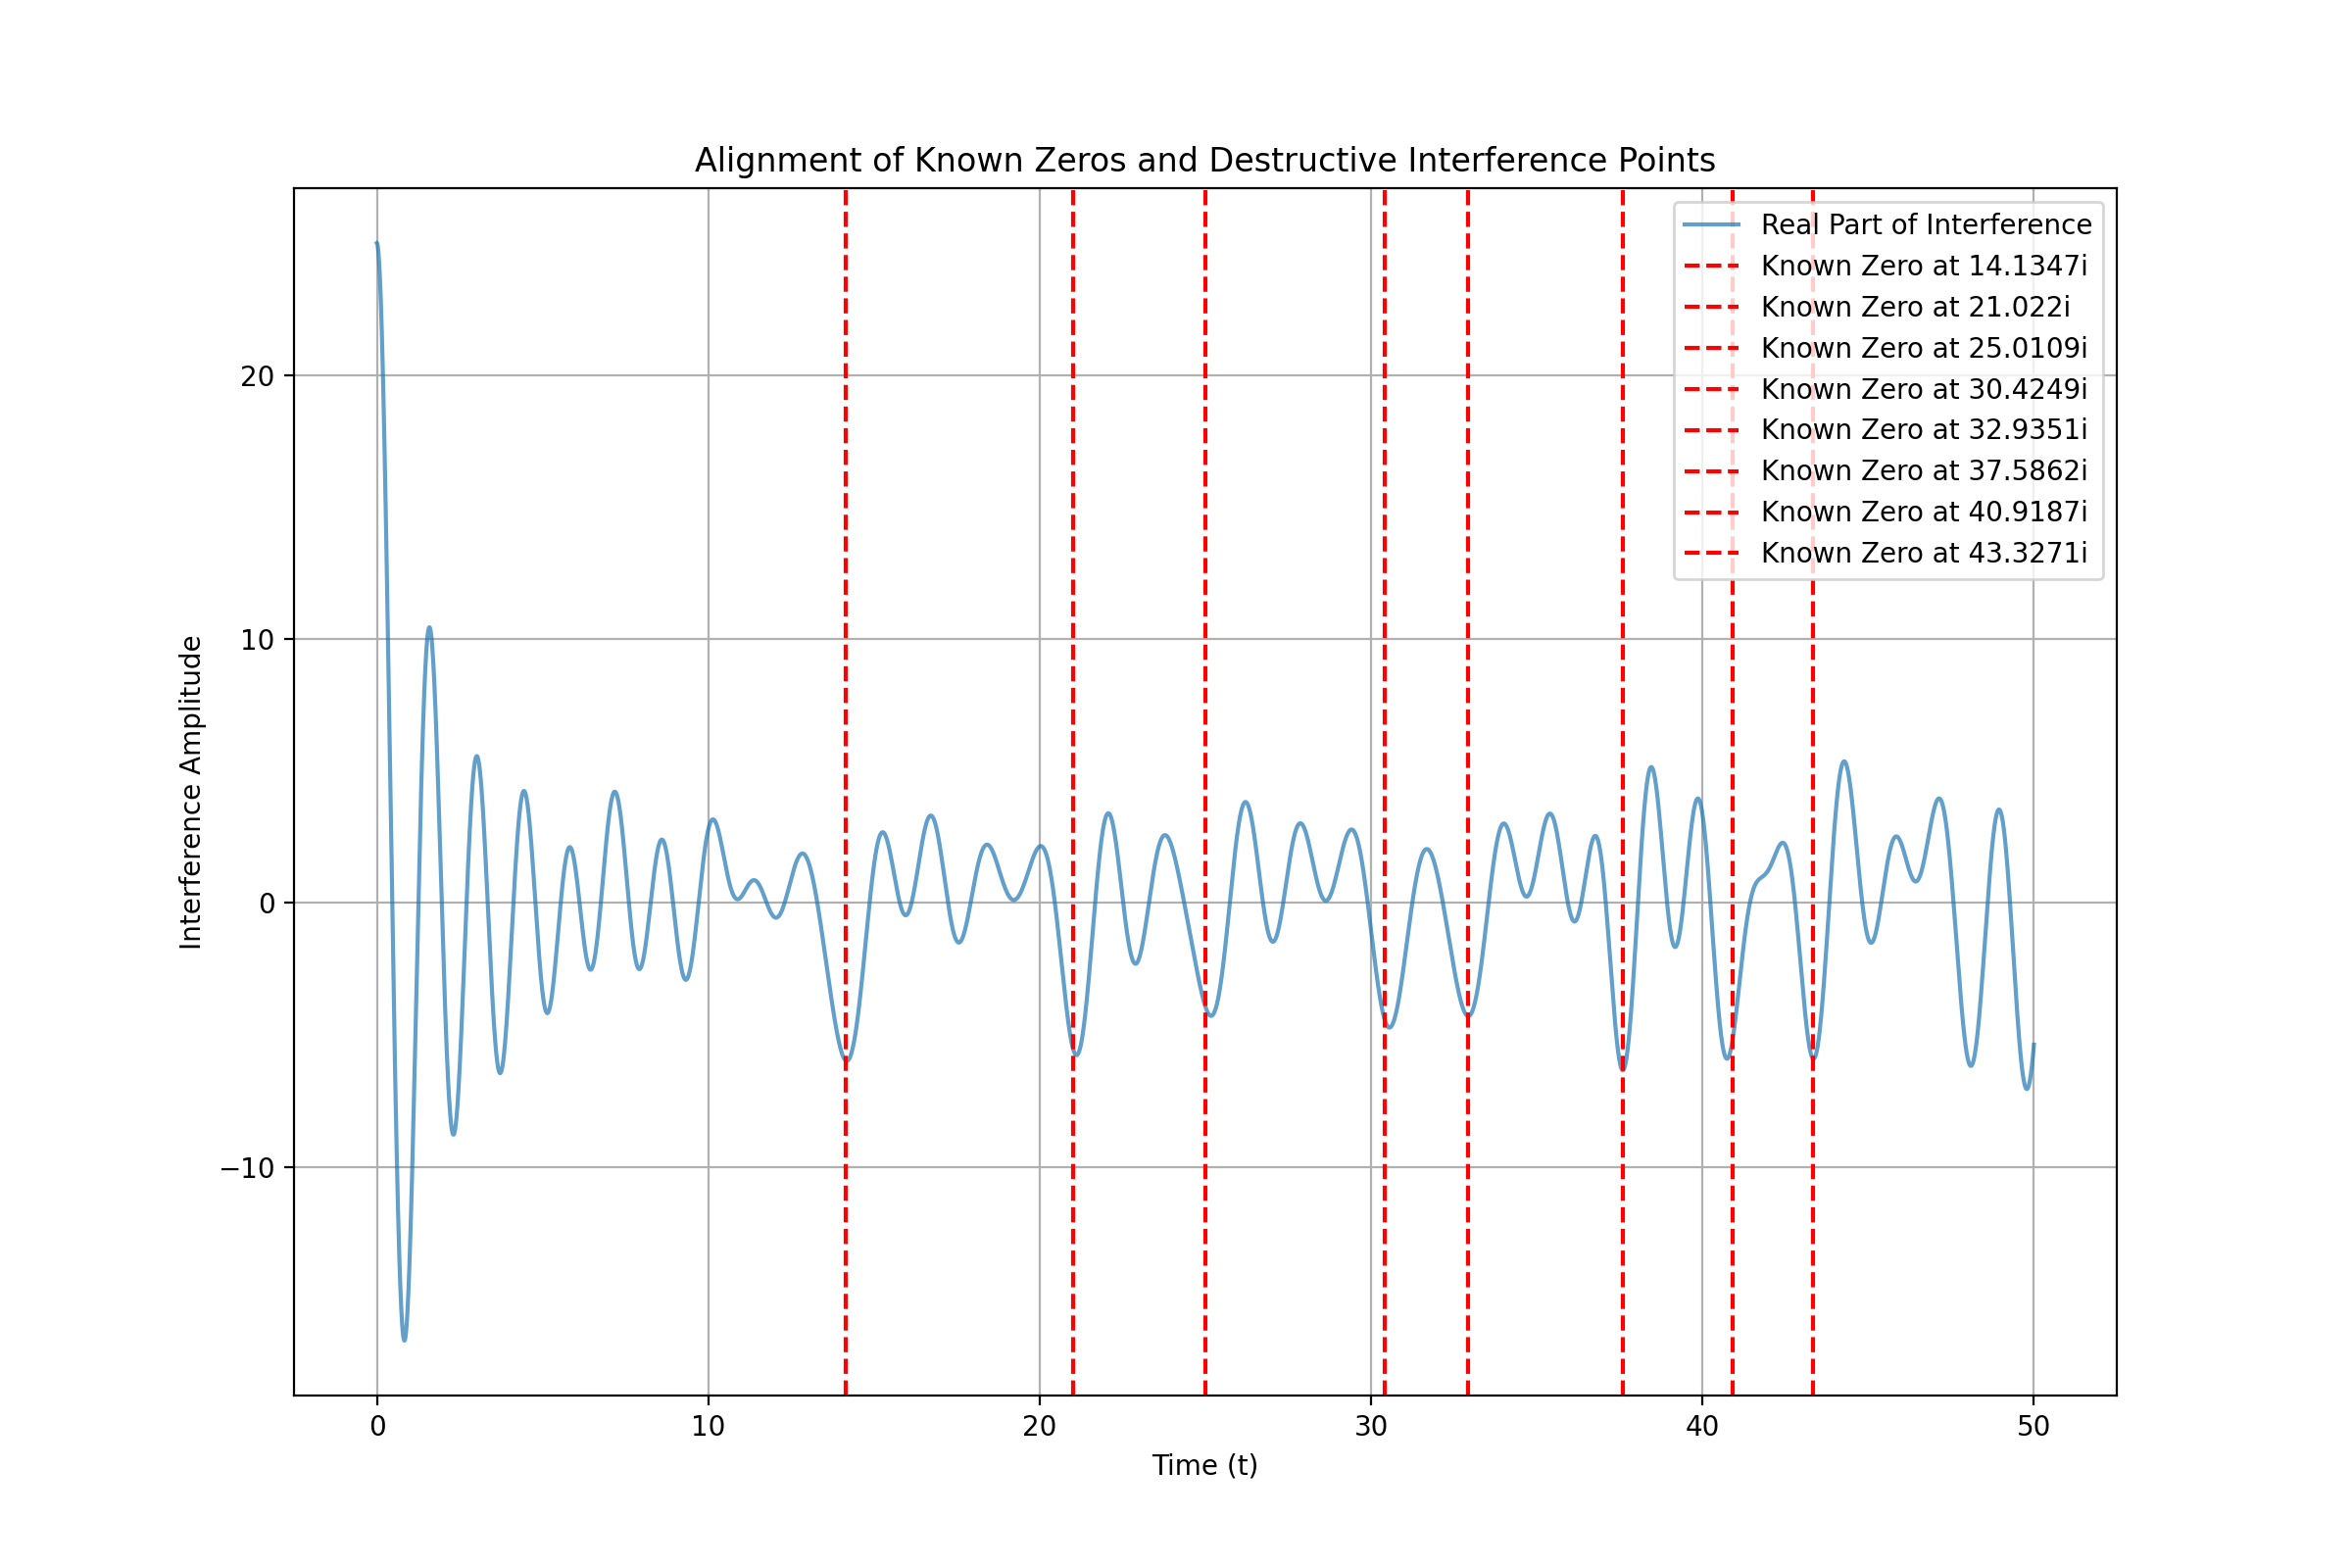 Alignment of Known Zeros and Destructive Interference Points
Real Part of Interference
Known Zero at 14.1347i
Known Zero at 21.022i
Known Zero at 25.0109i
Known Zero at 30.4249i
Known Zero at 32.9351i
Known Zero at 37.5862i
Known Zero at 40.9187i
Known Zero at 43.3271i
Interference Amplitude
20
10
0
−10
0 10 20 30 40 50
Time (t)